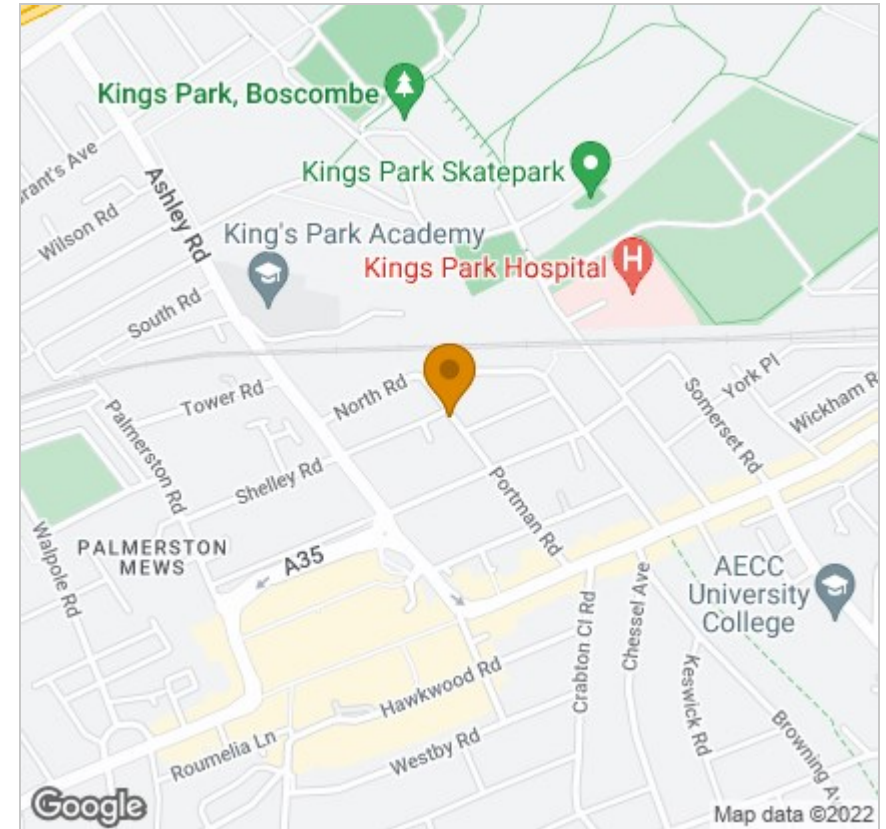 Kings Park, Boscombe
Kings Park Skatepark
rant's Ave
Ashley Rd
Wilson Rd
King's Park Academy
Kings Park Hospital
H
South Rd
York Pl
North Rd
Tower Rd
Somerset Rd
Wickham R
Palmerston Rd
Shelley Rd
Portman Rd
Walpole Rd
PALMERSTON
MEWS
A35
AECC
University
College
Crabton Cl Rd
Chessel Ave
Keswick Rd
Hawkwood Rd
Browning Av
Roumelia Ln
Westby Rd
Google
Map data ©2022